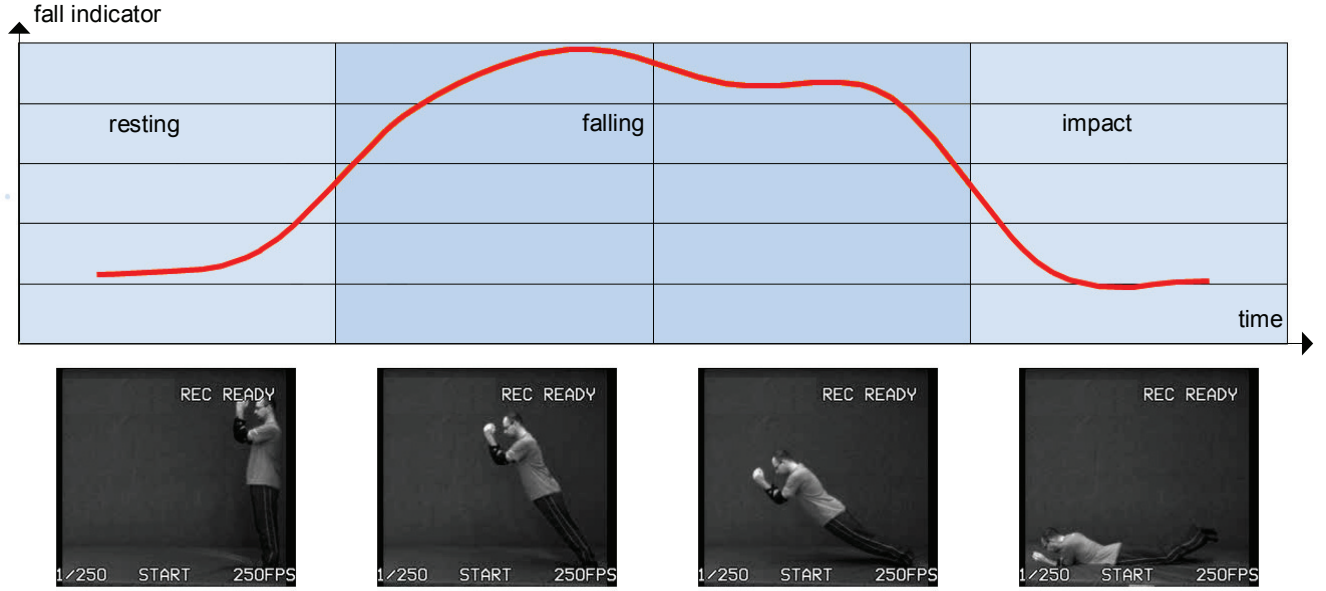 fall indicator
resting
falling
impact
time
REC READY
REC READY
REC READY
REC READY
1/250 START 250FPS
1/250 START 250FPS
1/250 START 250FPS
1/250 START 250FPS